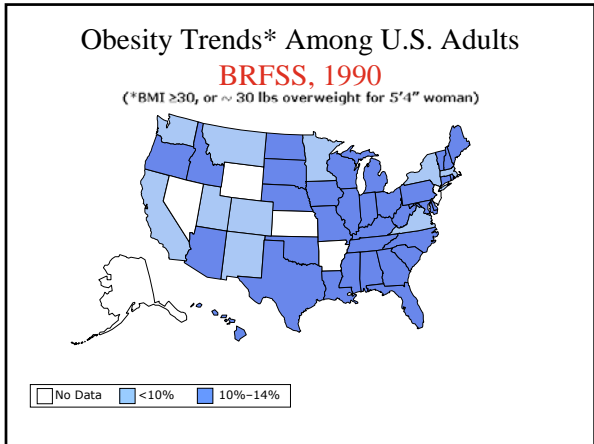 Obesity Trends* Among U.S. Adults
BRFSS, 1990
(*BMI ≥30, or ~ 30 lbs overweight for 5’4” woman)
No Data <10% 10%–14%